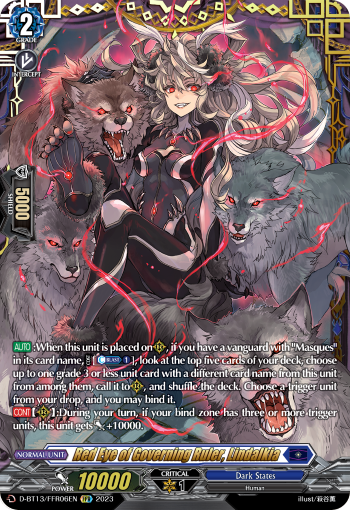 2
GRADE
INTERCEPT
5000
SHIELD
AUTO :When this unit is placed on R, if you have a vanguard with "Masques"
in its card name, [ BLAST 1 ], look at the top five cards of your deck, choose
up to one grade 3 or less unit card with a different card name from this unit
from among them, call it to R, and shuffle the deck. Choose a trigger unit
from your drop, and you may bind it.
CONT [ R ]:During your turn, if your bind zone has three or more trigger
units, this unit gets +10000.
NORMAL UNIT
Red Eye of Governing Ruler, Lindalkia
POWER 10000
CRITICAL
1
Dark States
Human
D-BT13/FFR06EN FFR 2023
illust/萩谷薫